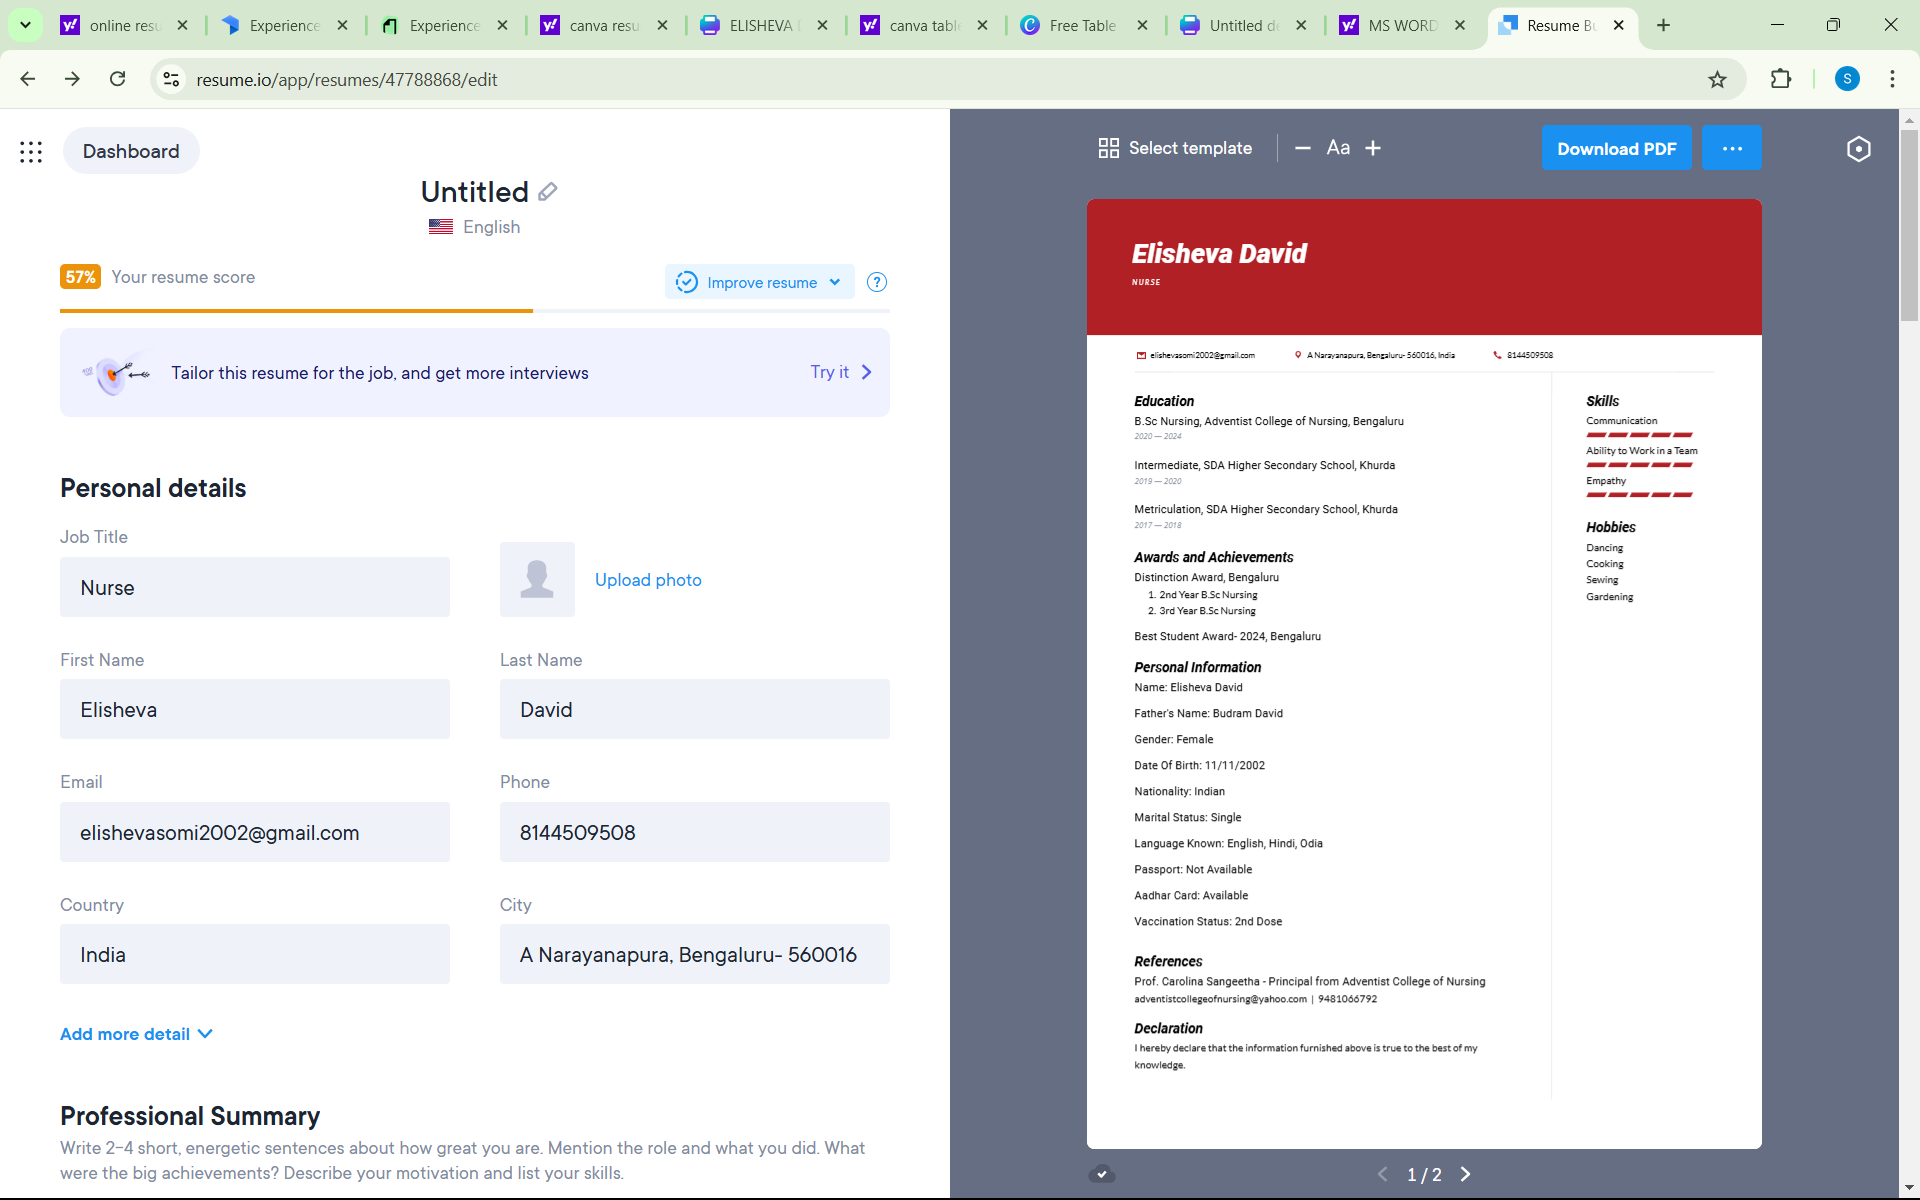 online resu
Experience
Experience
canva resu
ELISHEVA D
canva table
Free Table
Untitled de
MS WORD
Resume Bu
resume.io/app/resumes/47788868/edit
S
Dashboard
Untitled
English
57% Your resume score
Improve resume
?
Tailor this resume for the job, and get more interviews
Try it
Personal details
Job Title
Nurse
Upload photo
First Name
Last Name
Elisheva
David
Email
Phone
elishevasomi2002@gmail.com
8144509508
Country
City
India
A Narayanapura, Bengaluru- 560016
Add more detail
Professional Summary
Write 2-4 short, energetic sentences about how great you are. Mention the role and what you did. What
were the big achievements? Describe your motivation and list your skills.
Select template
Aa
Download PDF
...
Elisheva David
NURSE
elishevasomi2002@gmail.com
A Narayanapura, Bengaluru- 560016, India
8144509508
Education
B.Sc Nursing, Adventist College of Nursing, Bengaluru
2020 — 2024
Intermediate, SDA Higher Secondary School, Khurda
2019 — 2020
Metriculation, SDA Higher Secondary School, Khurda
2017 — 2018
Awards and Achievements
Distinction Award, Bengaluru
1. 2nd Year B.Sc Nursing
2. 3rd Year B.Sc Nursing
Best Student Award- 2024, Bengaluru
Personal Information
Name: Elisheva David
Father's Name: Budram David
Gender: Female
Date Of Birth: 11/11/2002
Nationality: Indian
Marital Status: Single
Language Known: English, Hindi, Odia
Passport: Not Available
Aadhar Card: Available
Vaccination Status: 2nd Dose
References
Prof. Carolina Sangeetha - Principal from Adventist College of Nursing
adventistcollegeofnursing@yahoo.com | 9481066792
Declaration
I hereby declare that the information furnished above is true to the best of my
knowledge.
Skills
Communication
Ability to Work in a Team
Empathy
Hobbies
Dancing
Cooking
Sewing
Gardening
1 / 2